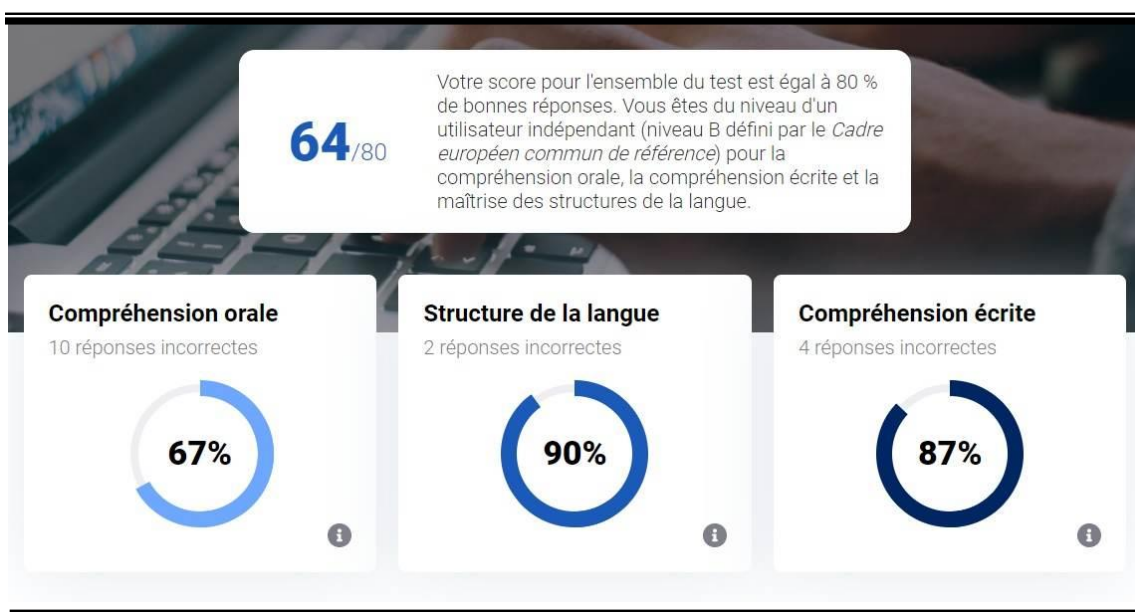 64/80
Votre score pour l'ensemble du test est égal à 80 %
de bonnes réponses. Vous êtes du niveau d'un
utilisateur indépendant (niveau B défini par le Cadre
européen commun de référence) pour la
compréhension orale, la compréhension écrite et la
maîtrise des structures de la langue.
Compréhension orale
10 réponses incorrectes
67%
Structure de la langue
2 réponses incorrectes
90%
Compréhension écrite
4 réponses incorrectes
87%